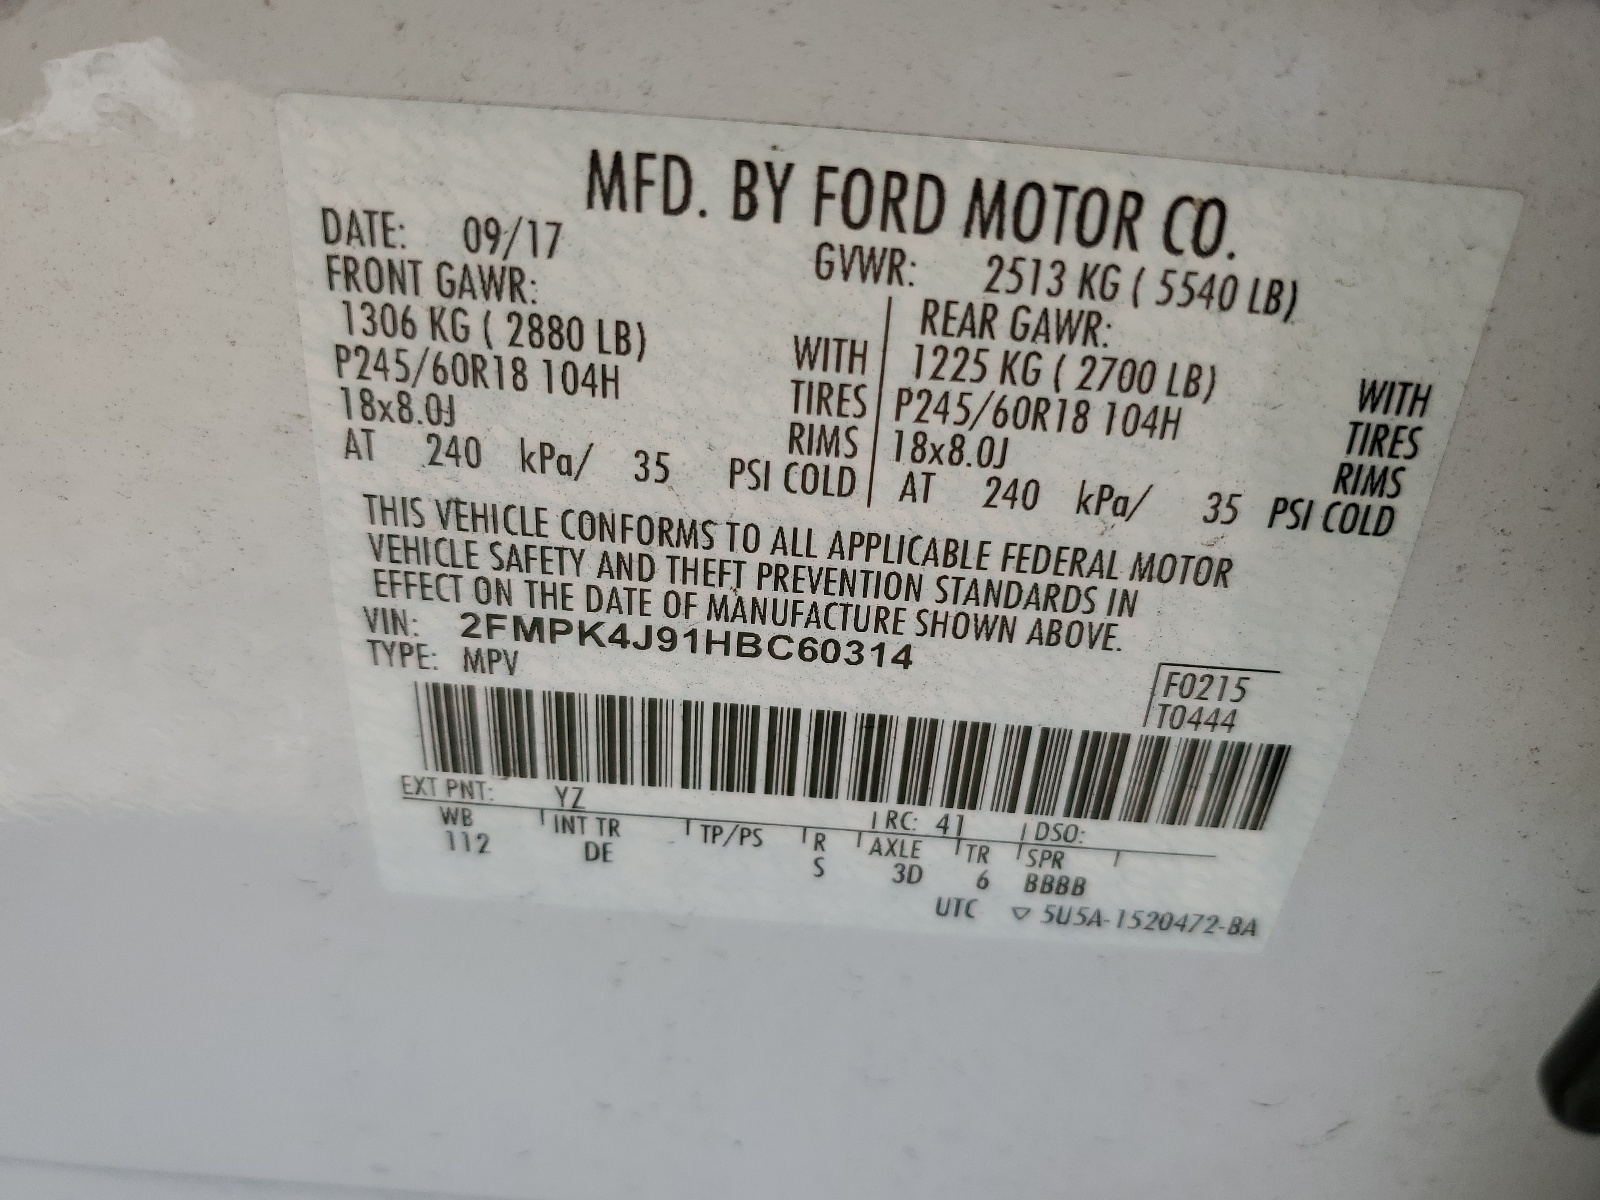 MFD. BY FORD MOTOR CO.
DATE: 09/17 GVWR: 2513 KG ( 5540 LB)
FRONT GAWR: REAR GAWR:
1306 KG ( 2880 LB) WITH 1225 KG ( 2700 LB) WITH
P245/60R18 104H TIRES P245/60R18 104H TIRES
18x8.0J RIMS 18x8.0J RIMS
AT 240 kPa/ 35 PSI COLD AT 240 kPa/ 35 PSI COLD
THIS VEHICLE CONFORMS TO ALL APPLICABLE FEDERAL MOTOR
VEHICLE SAFETY AND THEFT PREVENTION STANDARDS IN
EFFECT ON THE DATE OF MANUFACTURE SHOWN ABOVE.
VIN: 2FMPK4J91HBC60314
TYPE: MPV F0215
T0444
EXT PNT: YZ RC: 41 DSO:
WB INT TR TP/PS R AXLE TR SPR
112 DE S 3D 6 BBBB
UTC ▽ 5U5A-1520472-BA